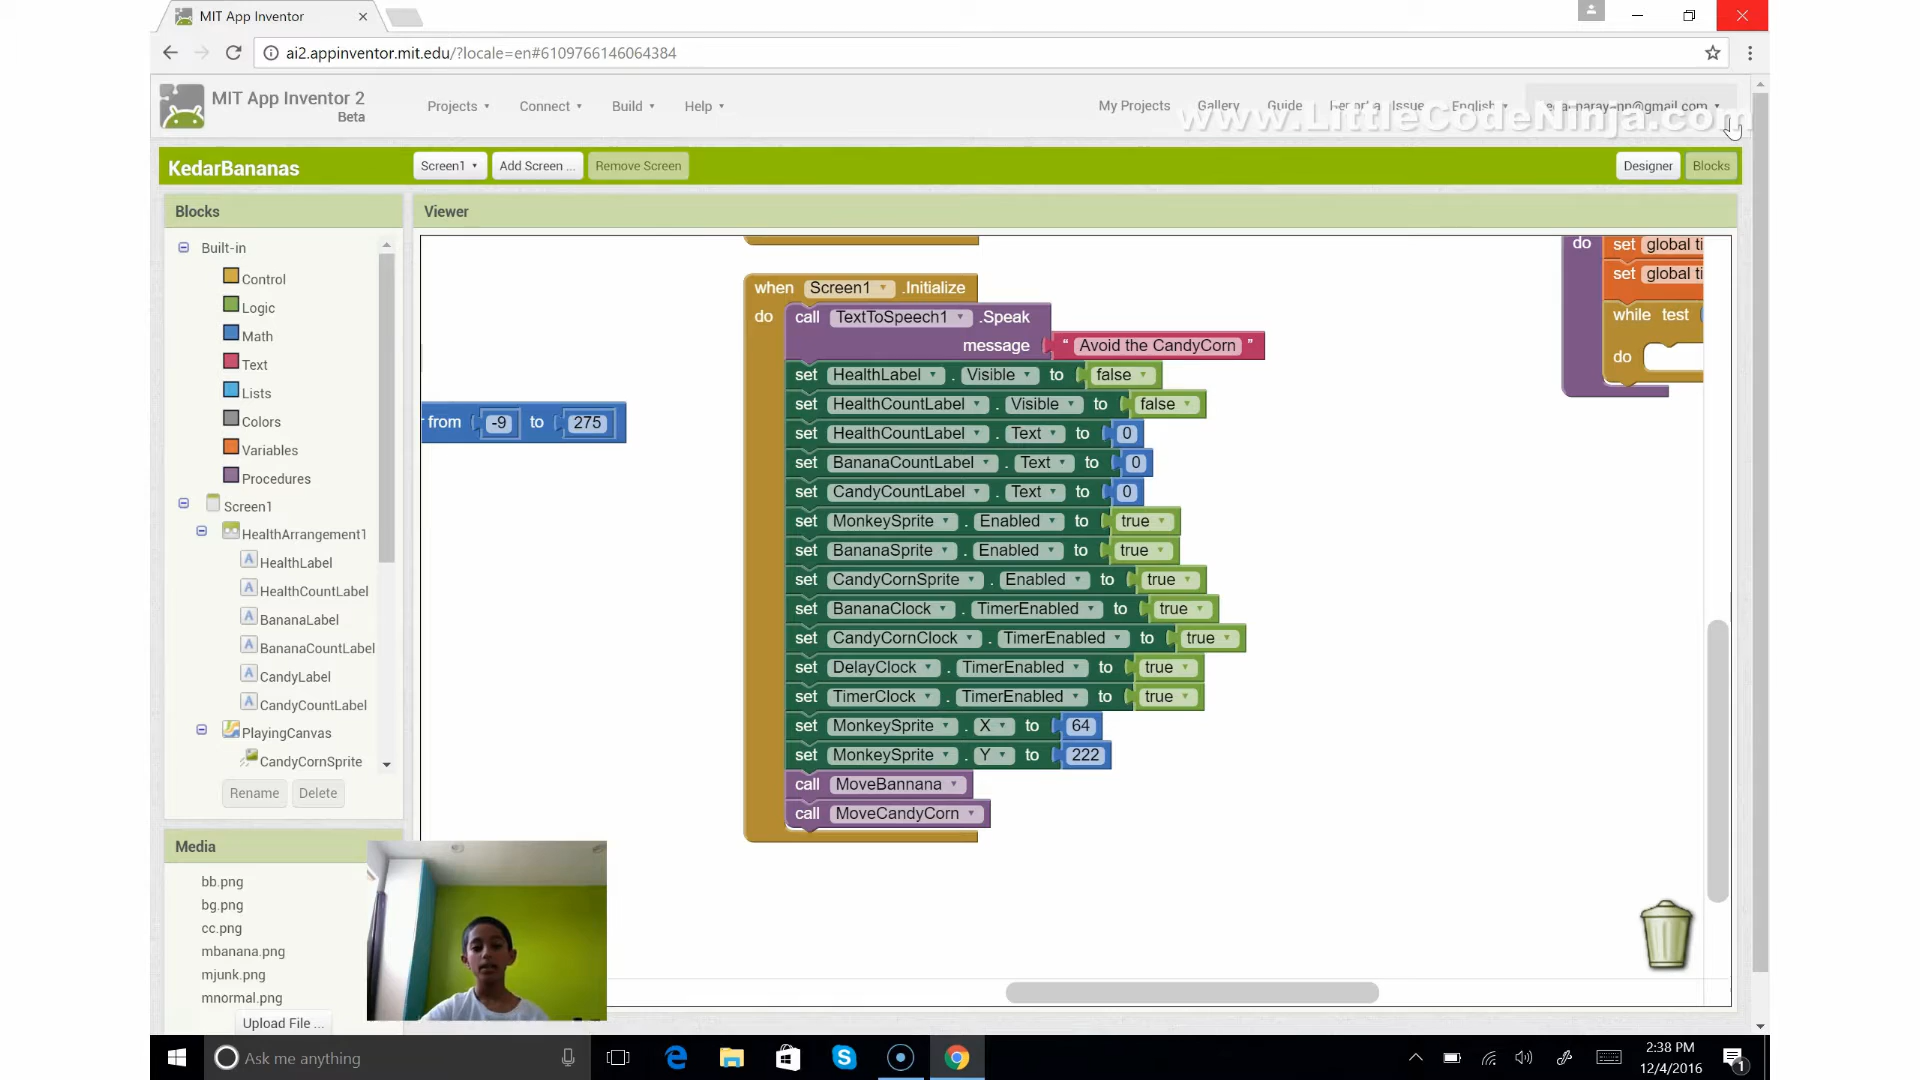 MIT App Inventor
ai2.appinventor.mit.edu/?locale=en#6109766146064384
MIT App Inventor 2
Beta
Projects Connect Build Help My Projects Gallery Guide English
www.LittleCodeNinja.com
KedarBananas Screen1 Add Screen ... Remove Screen Designer Blocks
Blocks
Viewer
Built-in
Control
Logic
Math
Text
Lists
Colors
Variables
Procedures
Screen1
HealthArrangement1
HealthLabel
HealthCountLabel
BananaLabel
BananaCountLabel
CandyLabel
CandyCountLabel
PlayingCanvas
CandyCornSprite
Rename Delete
Media
bb.png
bg.png
cc.png
mbanana.png
mjunk.png
mnormal.png
Upload File ...
r from -9 to 275
when Screen1 .Initialize
do call TextToSpeech1 .Speak
message " Avoid the CandyCorn "
set HealthLabel . Visible to false
set HealthCountLabel . Visible to false
set HealthCountLabel . Text to 0
set BananaCountLabel . Text to 0
set CandyCountLabel . Text to 0
set MonkeySprite . Enabled to true
set BananaSprite . Enabled to true
set CandyCornSprite . Enabled to true
set BananaClock . TimerEnabled to true
set CandyCornClock . TimerEnabled to true
set DelayClock . TimerEnabled to true
set TimerClock . TimerEnabled to true
set MonkeySprite . X to 64
set MonkeySprite . Y to 222
call MoveBannana
call MoveCandyCorn
do set global ti
set global ti
while test
do
Ask me anything
2:38 PM
12/4/2016
1